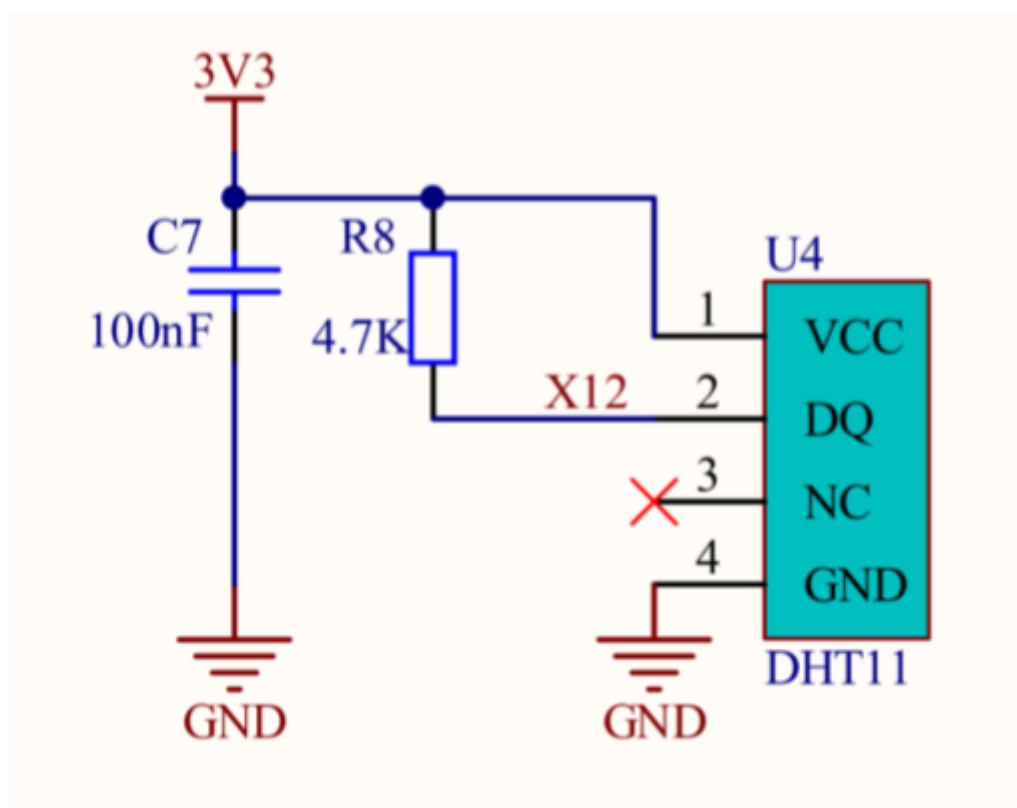 3V3
C7
100nF
R8
4.7K
X12
U4
1
VCC
2
DQ
3
NC
4
GND
DHT11
GND
GND